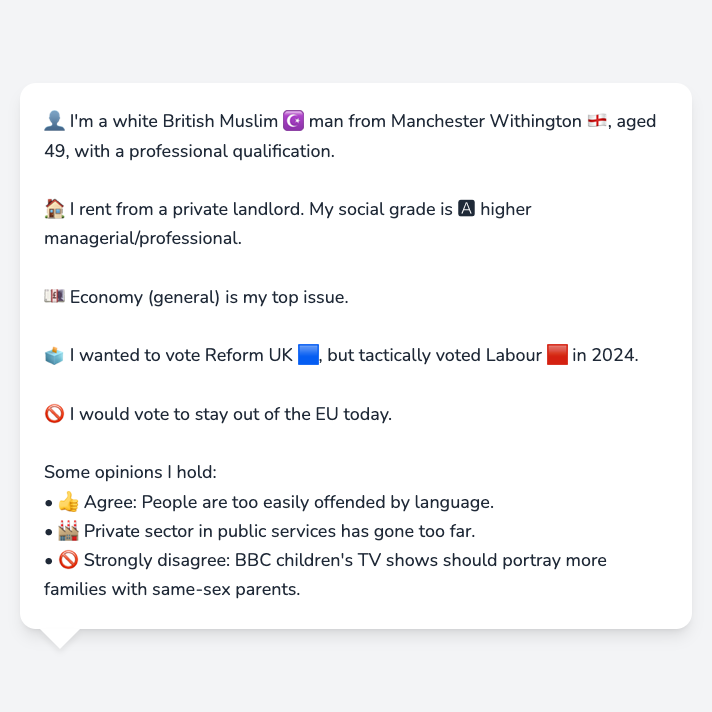 👤 I'm a white British Muslim ☪️ man from Manchester Withington 🏴󠁧󠁢󠁥󠁮󠁧󠁿, aged
49, with a professional qualification.
🏠 I rent from a private landlord. My social grade is 🅰 higher
managerial/professional.
💷 Economy (general) is my top issue.
🗳️ I wanted to vote Reform UK 🟦, but tactically voted Labour 🟥 in 2024.
🚫 I would vote to stay out of the EU today.
Some opinions I hold:
• 👍 Agree: People are too easily offended by language.
• 🏭 Private sector in public services has gone too far.
• 🚫 Strongly disagree: BBC children's TV shows should portray more
families with same-sex parents.